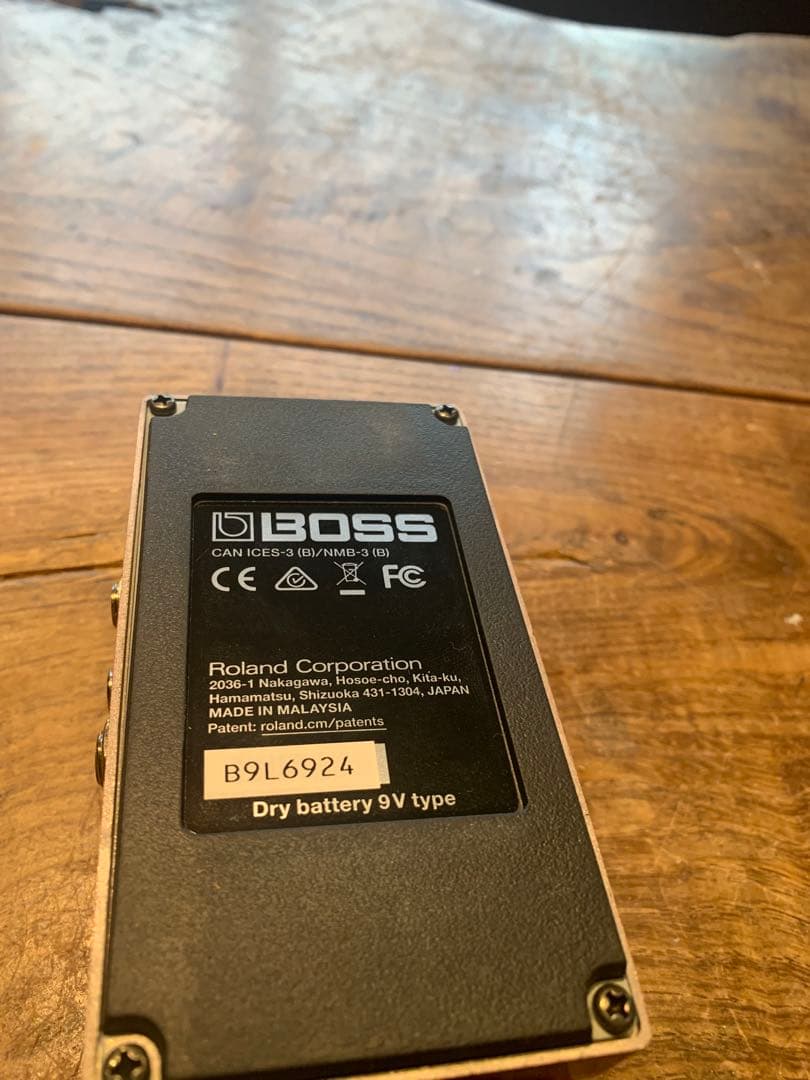 BOSS
CAN ICES-3 (B)/NMB-3 (B)
CE FC
Roland Corporation
2036-1 Nakagawa, Hosoe-cho, Kita-ku,
Hamamatsu, Shizuoka 431-1304, JAPAN
MADE IN MALAYSIA
Patent: roland.cm/patents
B9L6924
Dry battery 9V type